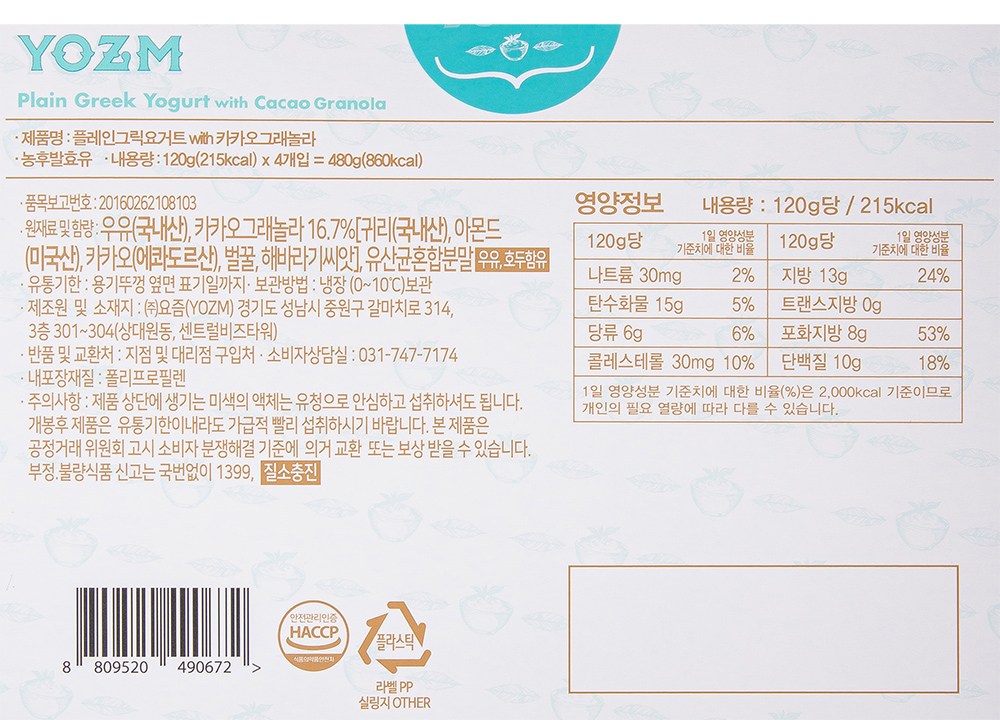 YOZM
Plain Greek Yogurt with Cacao Granola
· 제품명 : 플레인그릭요거트 with 카카오그래놀라
· 농후발효유 · 내용량 : 120g(215kcal) x 4개입 = 480g(860kcal)
· 품목보고번호 : 20160262108103
· 원재료 및 함량 : 우유(국내산), 카카오그래놀라 16.7%[귀리(국내산), 아몬드
(미국산), 카카오(에콰도르산), 벌꿀, 해바라기씨앗], 유산균혼합분말 우유, 호두함유
· 유통기한 : 용기뚜껑 옆면 표기일까지 · 보관방법 : 냉장 (0~10℃)보관
· 제조원 및 소재지 : ㈜요즘(YOZM) 경기도 성남시 중원구 갈마치로 314,
3층 301~304(상대원동, 센트럴비즈타워)
· 반품 및 교환처 : 지점 및 대리점 구입처 · 소비자상담실 : 031-747-7174
· 내포장재질 : 폴리프로필렌
· 주의사항 : 제품 상단에 생기는 미색의 액체는 유청으로 안심하고 섭취하셔도 됩니다.
개봉후 제품은 유통기한이내라도 가급적 빨리 섭취하시기 바랍니다. 본 제품은
공정거래 위원회 고시 소비자 분쟁해결 기준에 의거 교환 또는 보상 받을 수 있습니다.
부정.불량식품 신고는 국번없이 1399, 질소충진
영양정보 내용량 : 120g당 / 215kcal
120g당 1일 영양성분 기준치에 대한 비율 120g당 1일 영양성분 기준치에 대한 비율
나트륨 30mg 2% 지방 13g 24%
탄수화물 15g 5% 트랜스지방 0g
당류 6g 6% 포화지방 8g 53%
콜레스테롤 30mg 10% 단백질 10g 18%
1일 영양성분 기준치에 대한 비율(%)은 2,000kcal 기준이므로
개인의 필요 열량에 따라 다를 수 있습니다.
8 809520 490672 >
안전관리인증
HACCP
식품의약품안전처
플라스틱
라벨 PP
실링지 OTHER